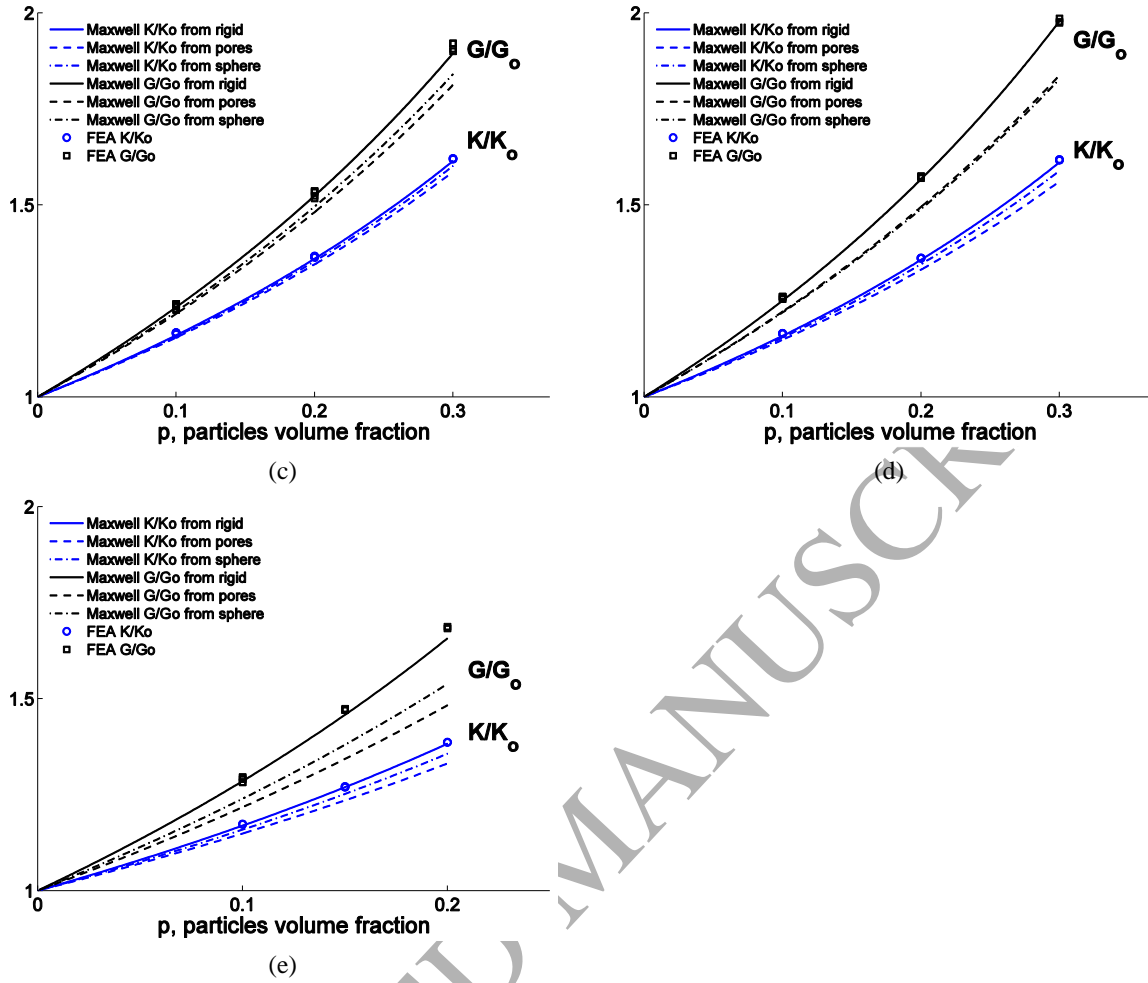 Maxwell K/Ko from rigid
Maxwell K/Ko from pores
Maxwell K/Ko from sphere
Maxwell G/Go from rigid
Maxwell G/Go from pores
Maxwell G/Go from sphere
FEA K/Ko
FEA G/Go
G/Go
K/Ko
2
1.5
1
0
0.1
0.2
0.3
p, particles volume fraction
(c)
Maxwell K/Ko from rigid
Maxwell K/Ko from pores
Maxwell K/Ko from sphere
Maxwell G/Go from rigid
Maxwell G/Go from pores
Maxwell G/Go from sphere
FEA K/Ko
FEA G/Go
G/Go
K/Ko
2
1.5
1
0
0.1
0.2
0.3
p, particles volume fraction
(d)
Maxwell K/Ko from rigid
Maxwell K/Ko from pores
Maxwell K/Ko from sphere
Maxwell G/Go from rigid
Maxwell G/Go from pores
Maxwell G/Go from sphere
FEA K/Ko
FEA G/Go
G/Go
K/Ko
2
1.5
1
0
0.1
0.2
p, particles volume fraction
(e)
MANUSCR